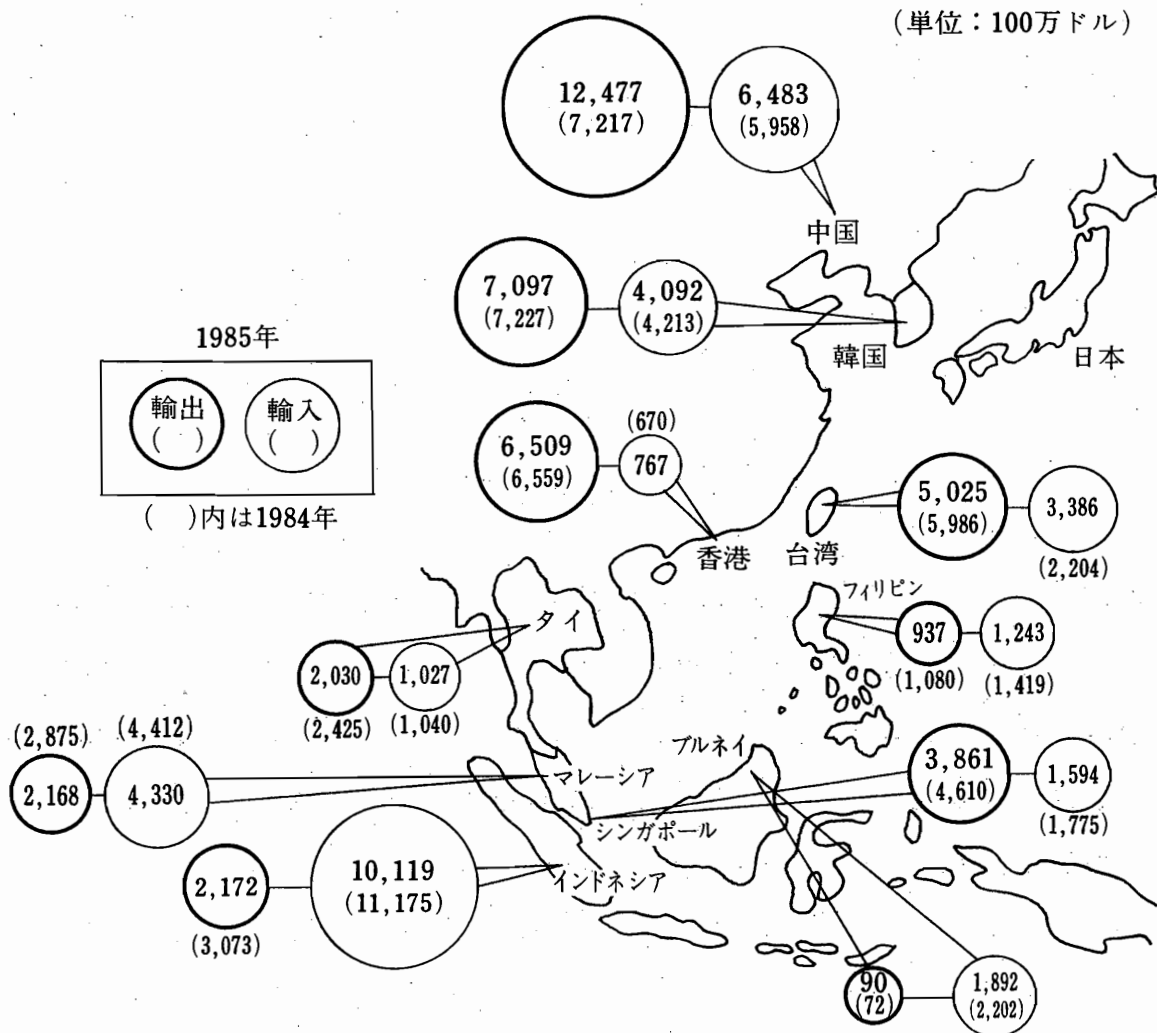 (単位:100万ドル)
12,477
(7,217)
6,483
(5,958)
中国
7,097
(7,227)
4,092
(4,213)
韓国
日本
1985年
輸出
( )
輸入
( )
( )内は1984年
6,509
(6,559)
(670)
767
香港
台湾
5,025
(5,986)
3,386
(2,204)
フィリピン
937
(1,080)
1,243
(1,419)
タイ
2,030
(2,425)
1,027
(1,040)
(2,875)
2,168
(4,412)
4,330
マレーシア
ブルネイ
3,861
(4,610)
1,594
(1,775)
シンガポール
2,172
(3,073)
10,119
(11,175)
インドネシア
90
(72)
1,892
(2,202)